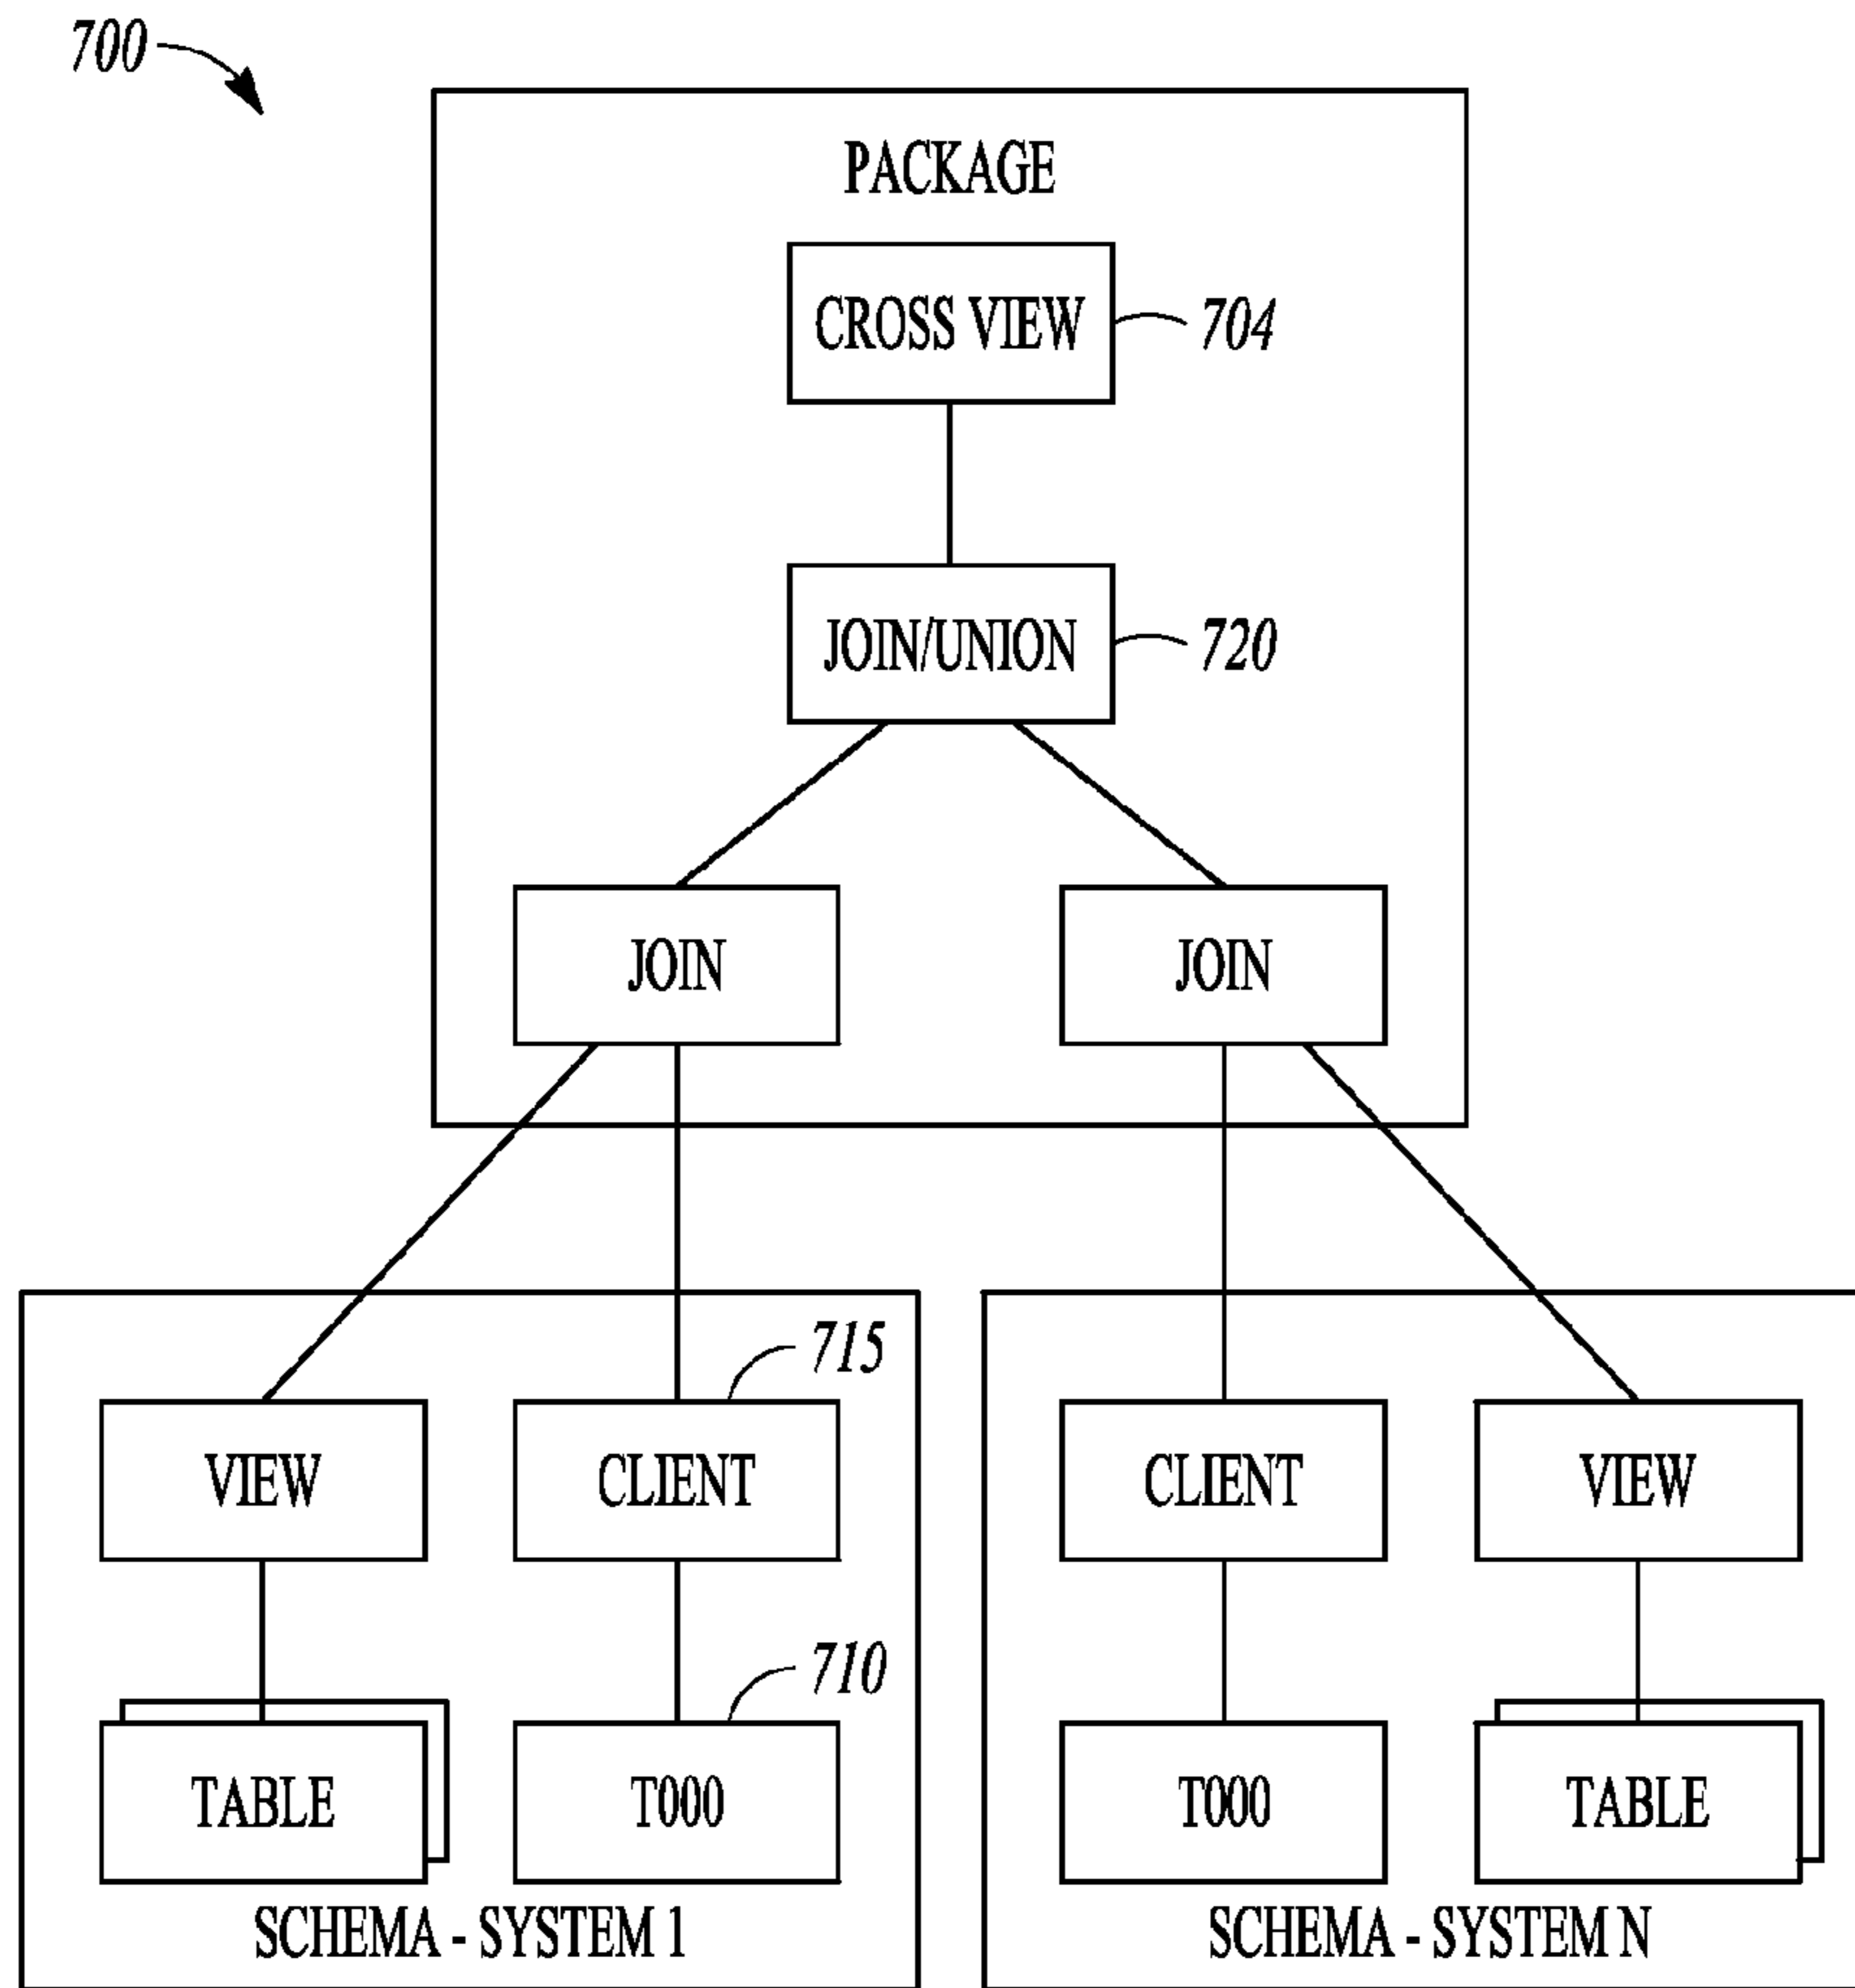 700
PACKAGE
CROSS VIEW
704
JOIN/UNION
720
JOIN
JOIN
715
VIEW
CLIENT
CLIENT
VIEW
710
TABLE
T000
T000
TABLE
SCHEMA - SYSTEM 1
SCHEMA - SYSTEM N